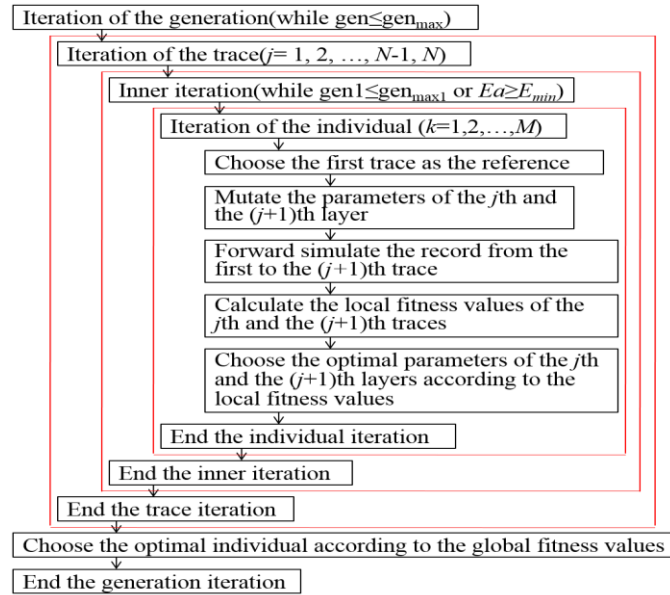 Iteration of the generation(while gen≤genmax)
Iteration of the trace(j= 1, 2, …, N-1, N)
Inner iteration(while gen1≤genmax1 or Ea≥Emin)
Iteration of the individual (k=1,2,…,M)
Choose the first trace as the reference
Mutate the parameters of the jth and
the (j+1)th layer
Forward simulate the record from the
first to the (j+1)th trace
Calculate the local fitness values of the
jth and the (j+1)th traces
Choose the optimal parameters of the jth
and the (j+1)th layers according to the
local fitness values
End the individual iteration
End the inner iteration
End the trace iteration
Choose the optimal individual according to the global fitness values
End the generation iteration